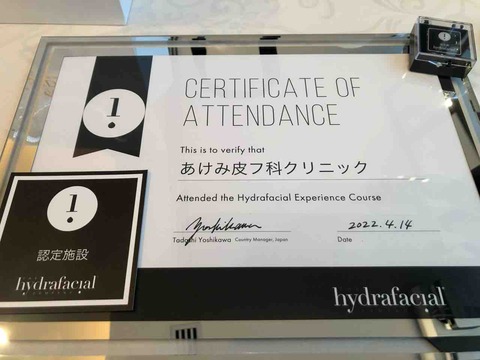 CERTIFICATE OF
ATTENDANCE
This is to verify that
あけみ皮フ科クリニック
Attended the Hydrafacial Experience Course
2022.4.14
Tadashi Yoshikawa Country Manager, Japan
Date
認定施設
hydrafacial
hydrafacial